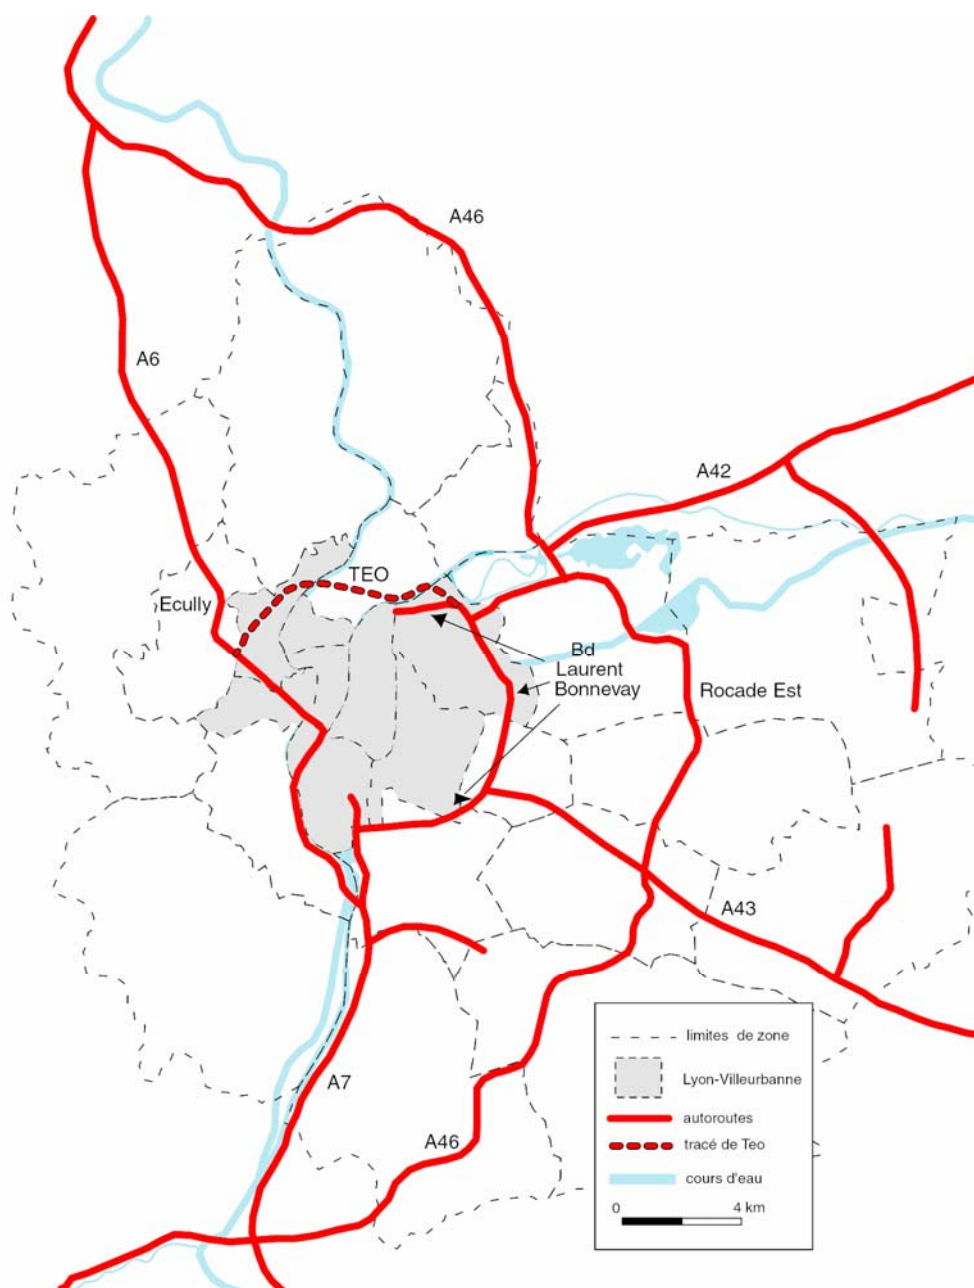 A46
A6
A42
TEO
Ecully
Bd
Laurent
Bonnevay
Rocade Est
A43
A7
A46
limites de zone
Lyon-Villeurbanne
autoroutes
tracé de Teo
cours d'eau
0 4 km